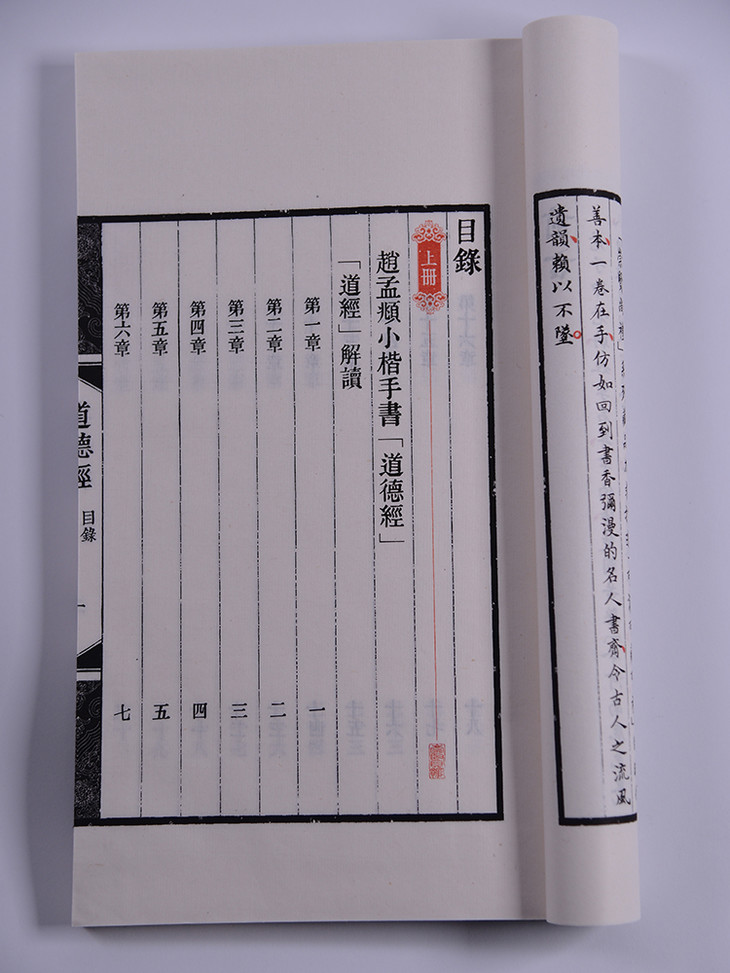 善本一卷在手仿如回到書香彌漫的名人書齋令古人之流風
遺韻賴以不墜
目錄
上冊
趙孟頫小楷手書「道德經」
「道經」解讀
第一章 一
第二章 二
第三章 三
第四章 四
第五章 五
第六章 七
道德經 目錄 一